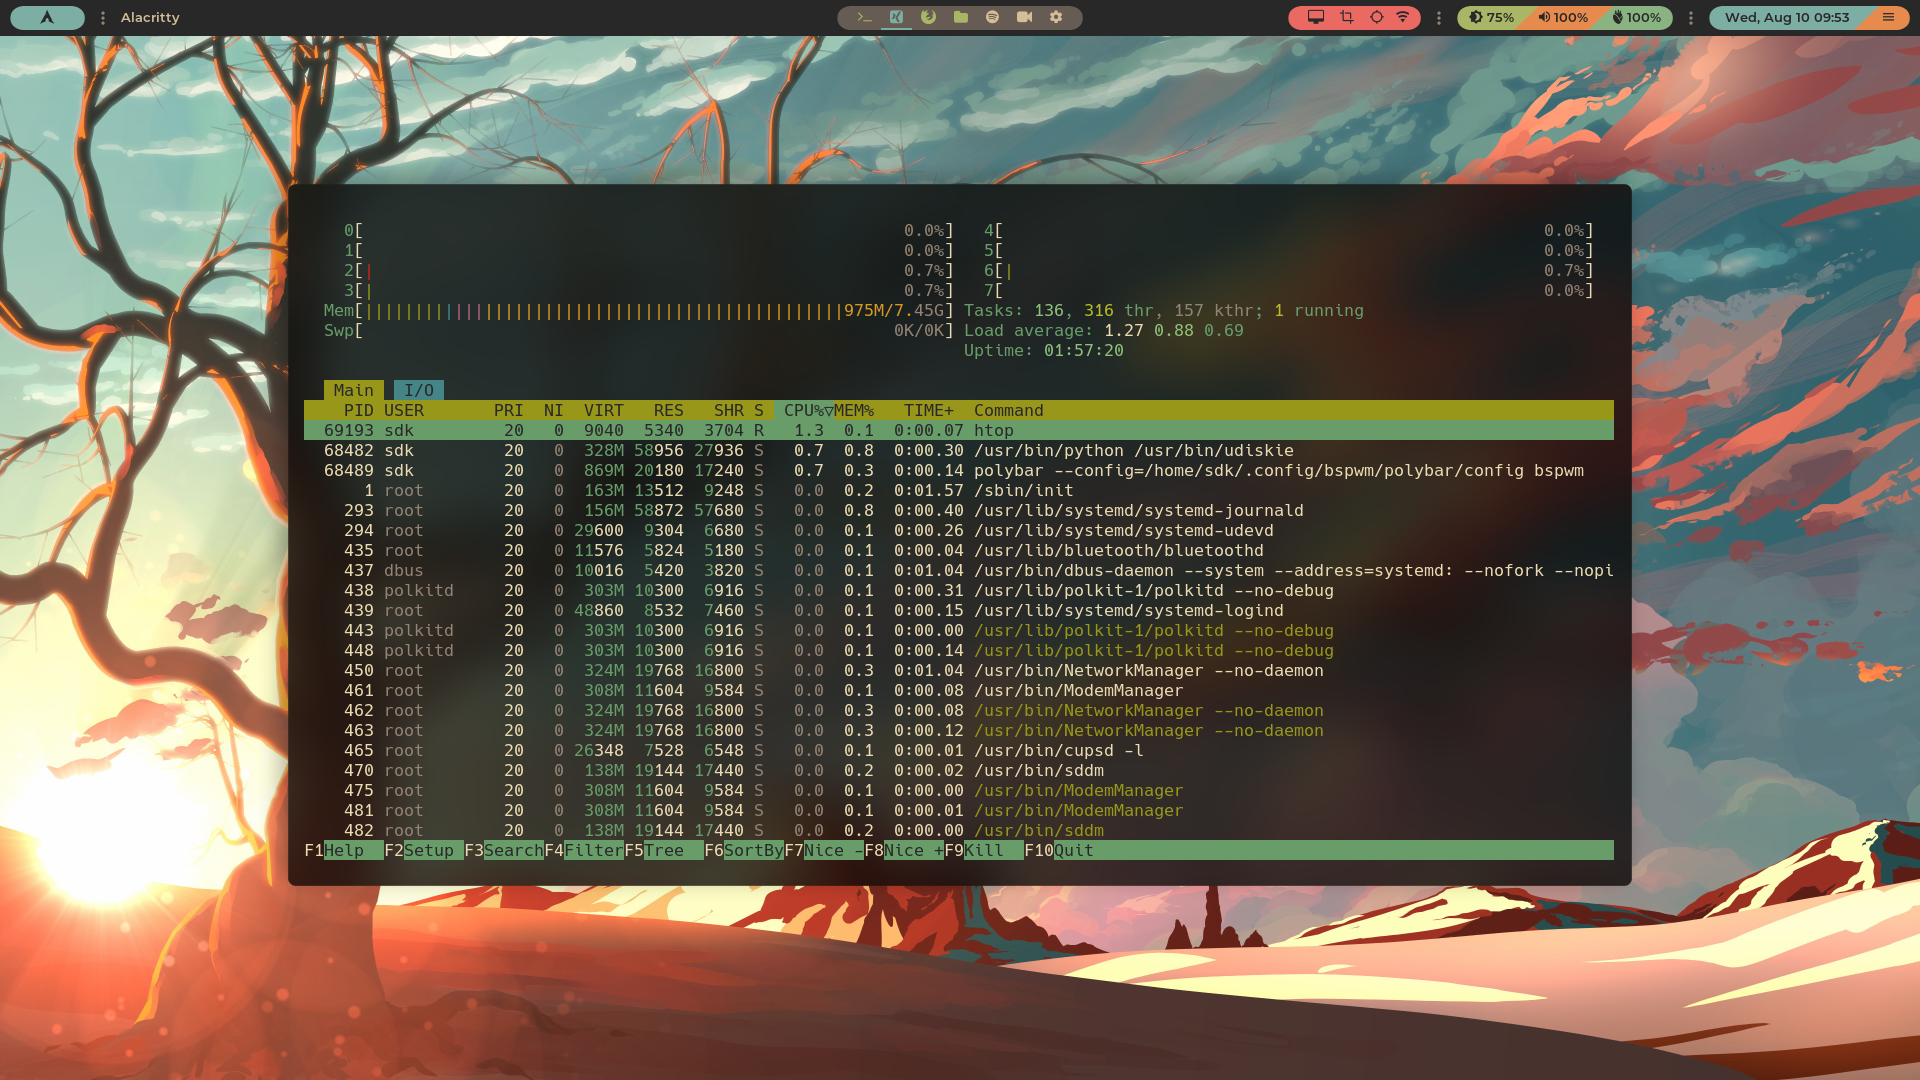 Alacritty
75% 100% 100%
Wed, Aug 10 09:53
0[ 0.0%] 4[ 0.0%]
1[ 0.0%] 5[ 0.0%]
2[| 0.7%] 6[| 0.7%]
3[| 0.7%] 7[ 0.0%]
Mem[||||||||||||||||||||||||||||||||||||||||||||||||975M/7.45G] Tasks: 136, 316 thr, 157 kthr; 1 running
Swp[ 0K/0K] Load average: 1.27 0.88 0.69
Uptime: 01:57:20
Main I/O
PID USER PRI NI VIRT RES SHR S CPU%▽MEM% TIME+ Command
69193 sdk 20 0 9040 5340 3704 R 1.3 0.1 0:00.07 htop
68482 sdk 20 0 328M 58956 27936 S 0.7 0.8 0:00.30 /usr/bin/python /usr/bin/udiskie
68489 sdk 20 0 869M 20180 17240 S 0.7 0.3 0:00.14 polybar --config=/home/sdk/.config/bspwm/polybar/config bspwm
1 root 20 0 163M 13512 9248 S 0.0 0.2 0:01.57 /sbin/init
293 root 20 0 156M 58872 57680 S 0.0 0.8 0:00.40 /usr/lib/systemd/systemd-journald
294 root 20 0 29600 9304 6680 S 0.0 0.1 0:00.26 /usr/lib/systemd/systemd-udevd
435 root 20 0 11576 5824 5180 S 0.0 0.1 0:00.04 /usr/lib/bluetooth/bluetoothd
437 dbus 20 0 10016 5420 3820 S 0.0 0.1 0:01.04 /usr/bin/dbus-daemon --system --address=systemd: --nofork --nopi
438 polkitd 20 0 303M 10300 6916 S 0.0 0.1 0:00.31 /usr/lib/polkit-1/polkitd --no-debug
439 root 20 0 48860 8532 7460 S 0.0 0.1 0:00.15 /usr/lib/systemd/systemd-logind
443 polkitd 20 0 303M 10300 6916 S 0.0 0.1 0:00.00 /usr/lib/polkit-1/polkitd --no-debug
448 polkitd 20 0 303M 10300 6916 S 0.0 0.1 0:00.14 /usr/lib/polkit-1/polkitd --no-debug
450 root 20 0 324M 19768 16800 S 0.0 0.3 0:01.04 /usr/bin/NetworkManager --no-daemon
461 root 20 0 308M 11604 9584 S 0.0 0.1 0:00.08 /usr/bin/ModemManager
462 root 20 0 324M 19768 16800 S 0.0 0.3 0:00.08 /usr/bin/NetworkManager --no-daemon
463 root 20 0 324M 19768 16800 S 0.0 0.3 0:00.12 /usr/bin/NetworkManager --no-daemon
465 root 20 0 26348 7528 6548 S 0.0 0.1 0:00.01 /usr/bin/cupsd -l
470 root 20 0 138M 19144 17440 S 0.0 0.2 0:00.02 /usr/bin/sddm
475 root 20 0 308M 11604 9584 S 0.0 0.1 0:00.00 /usr/bin/ModemManager
481 root 20 0 308M 11604 9584 S 0.0 0.1 0:00.01 /usr/bin/ModemManager
482 root 20 0 138M 19144 17440 S 0.0 0.2 0:00.00 /usr/bin/sddm
F1Help F2Setup F3SearchF4FilterF5Tree F6SortByF7Nice -F8Nice +F9Kill F10Quit